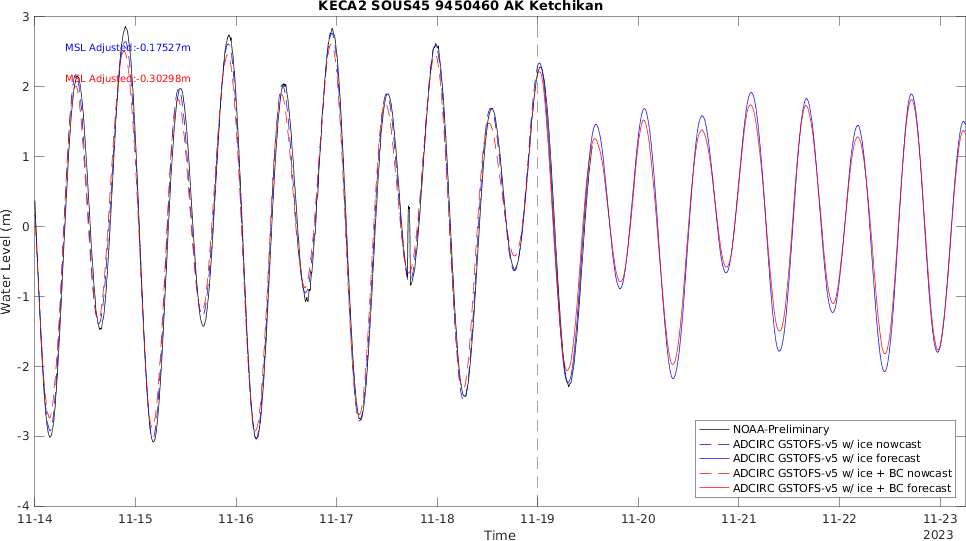 KECA2 SOUS45 9450460 AK Ketchikan
3
MSL Adjusted:-0.17527m
MSL Adjusted:-0.30298m
2
1
0
-1
-2
-3
-4
Water Level (m)
NOAA-Preliminary
ADCIRC GSTOFS-v5 w/ ice nowcast
ADCIRC GSTOFS-v5 w/ ice forecast
ADCIRC GSTOFS-v5 w/ ice + BC nowcast
ADCIRC GSTOFS-v5 w/ ice + BC forecast
11-14 11-15 11-16 11-17 11-18 11-19 11-20 11-21 11-22 11-23
Time 2023